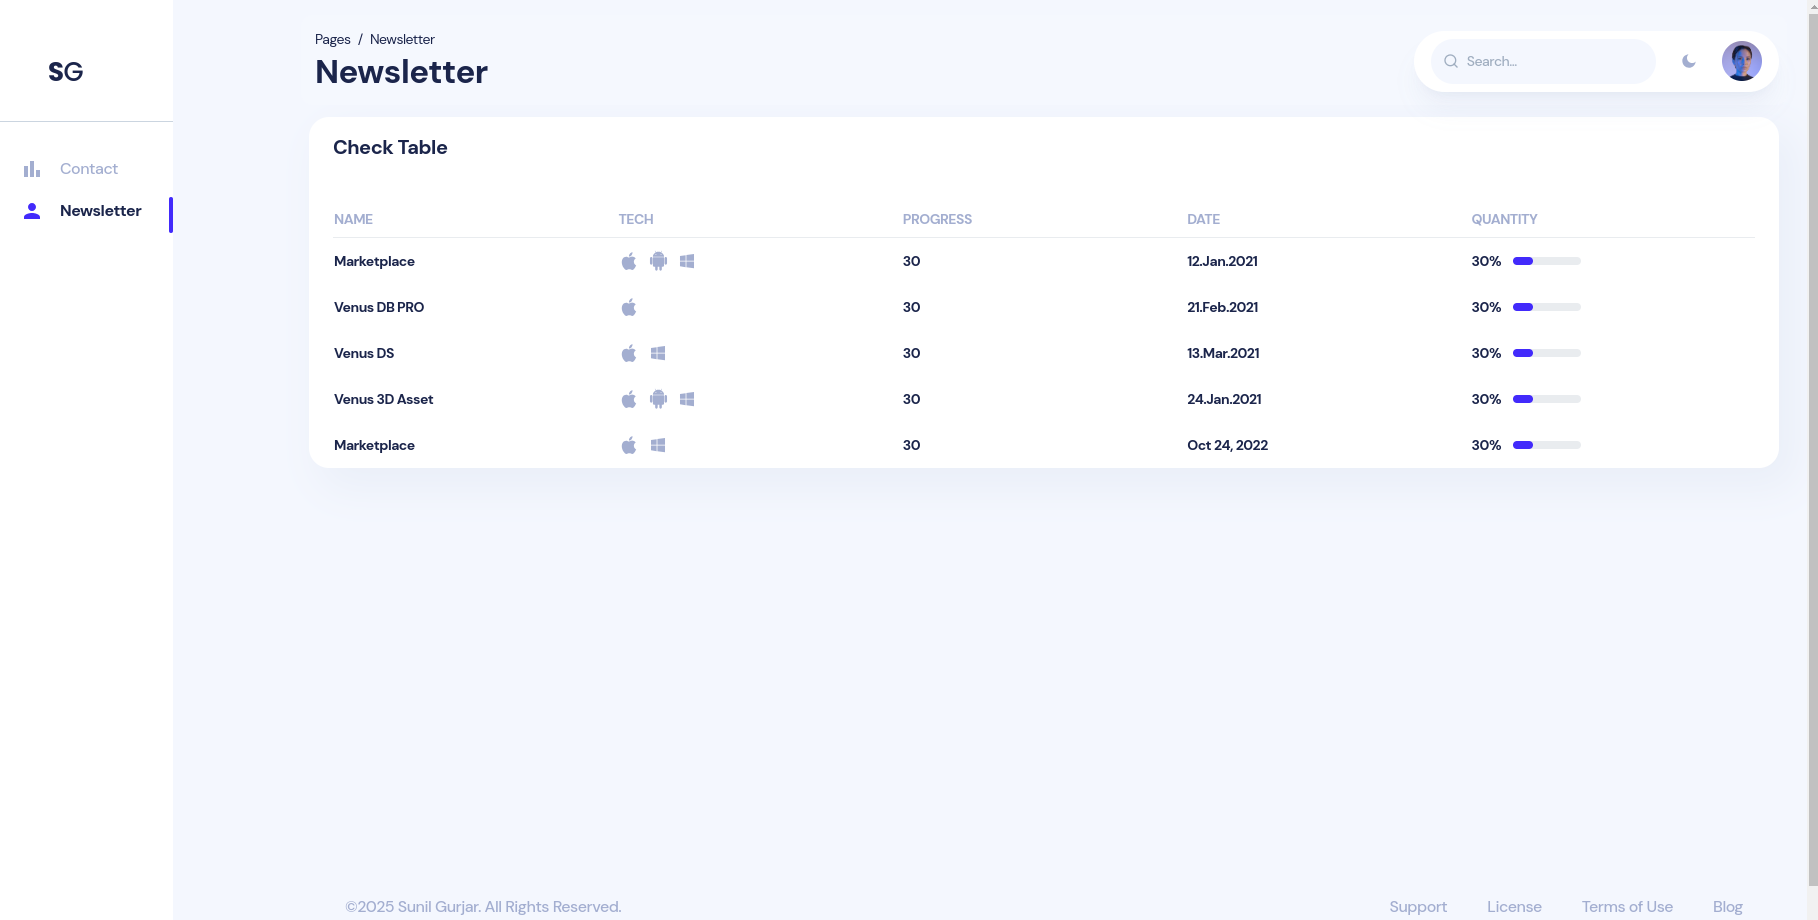 SG
Contact
Newsletter
Pages / Newsletter
Newsletter
Search...
Check Table
NAME TECH PROGRESS DATE QUANTITY
Marketplace 30 12.Jan.2021 30%
Venus DB PRO 30 21.Feb.2021 30%
Venus DS 30 13.Mar.2021 30%
Venus 3D Asset 30 24.Jan.2021 30%
Marketplace 30 Oct 24, 2022 30%
©2025 Sunil Gurjar. All Rights Reserved. Support License Terms of Use Blog